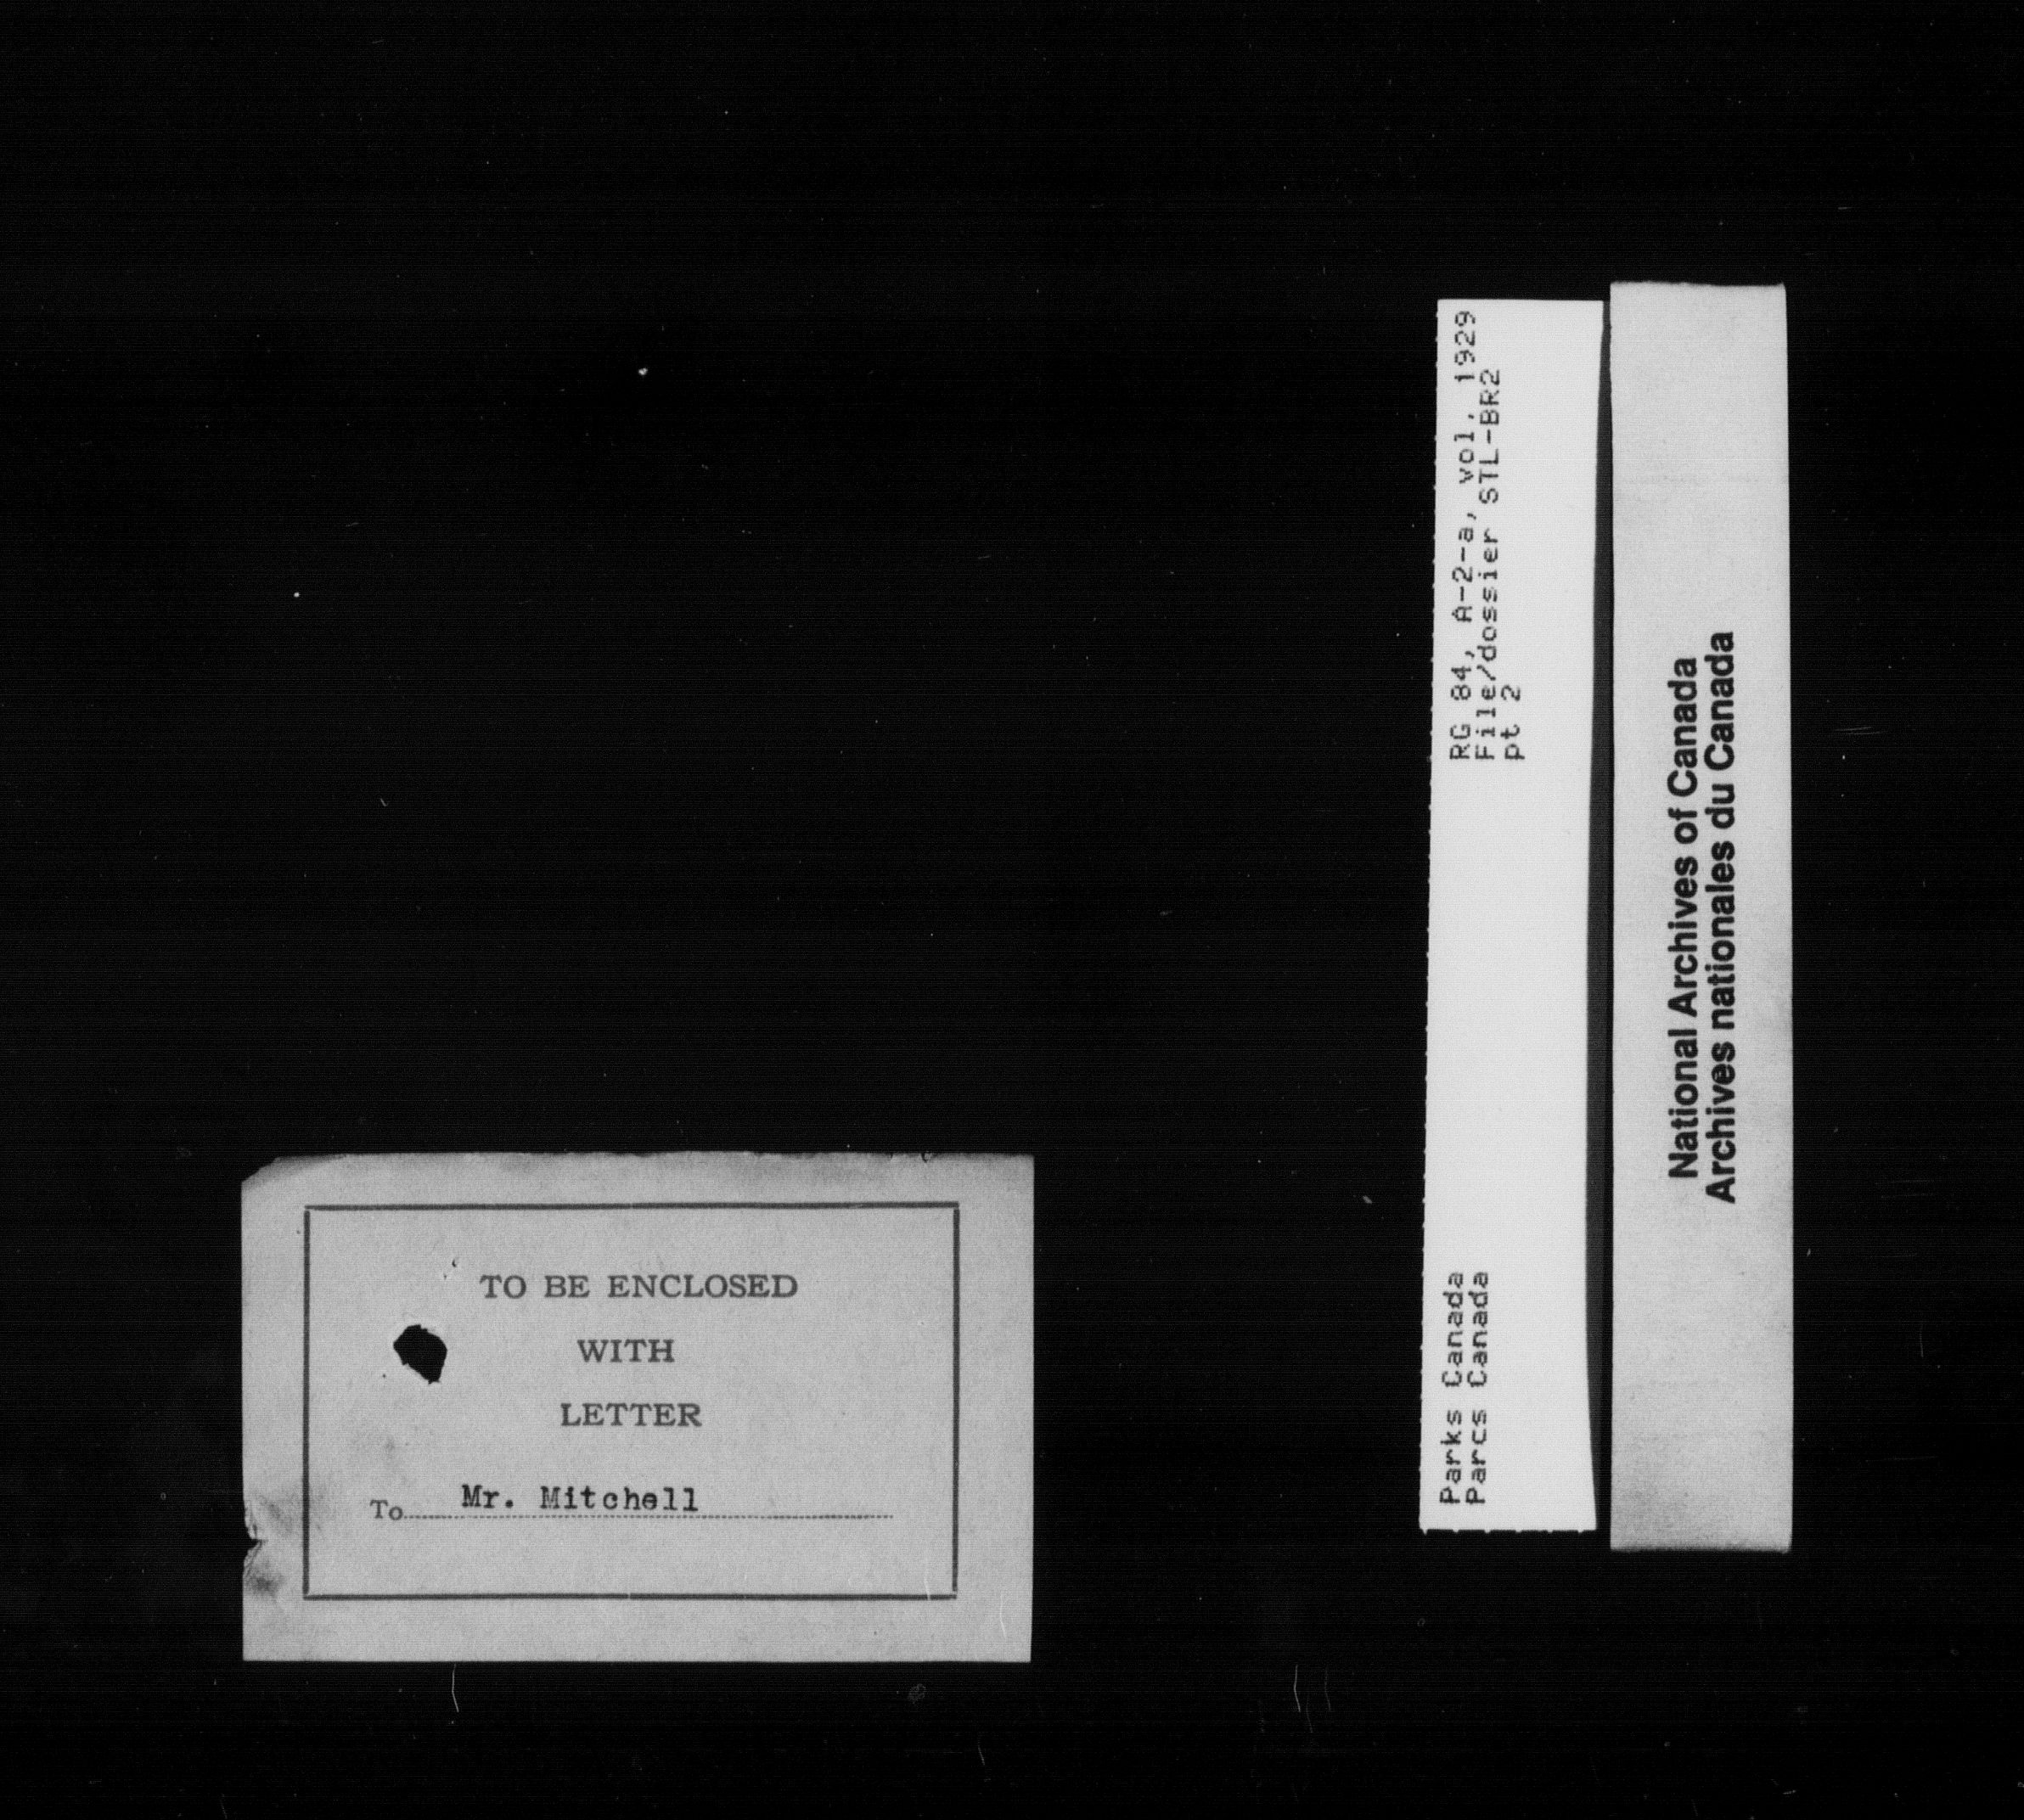 TO BE ENCLOSED
WITH
LETTER
To Mr. Mitchell
RG 84, A-2-a, vol. 1929
File/dossier STL-BR2
pt 2
Parks Canada
Parcs Canada
National Archives of Canada
Archives nationales du Canada